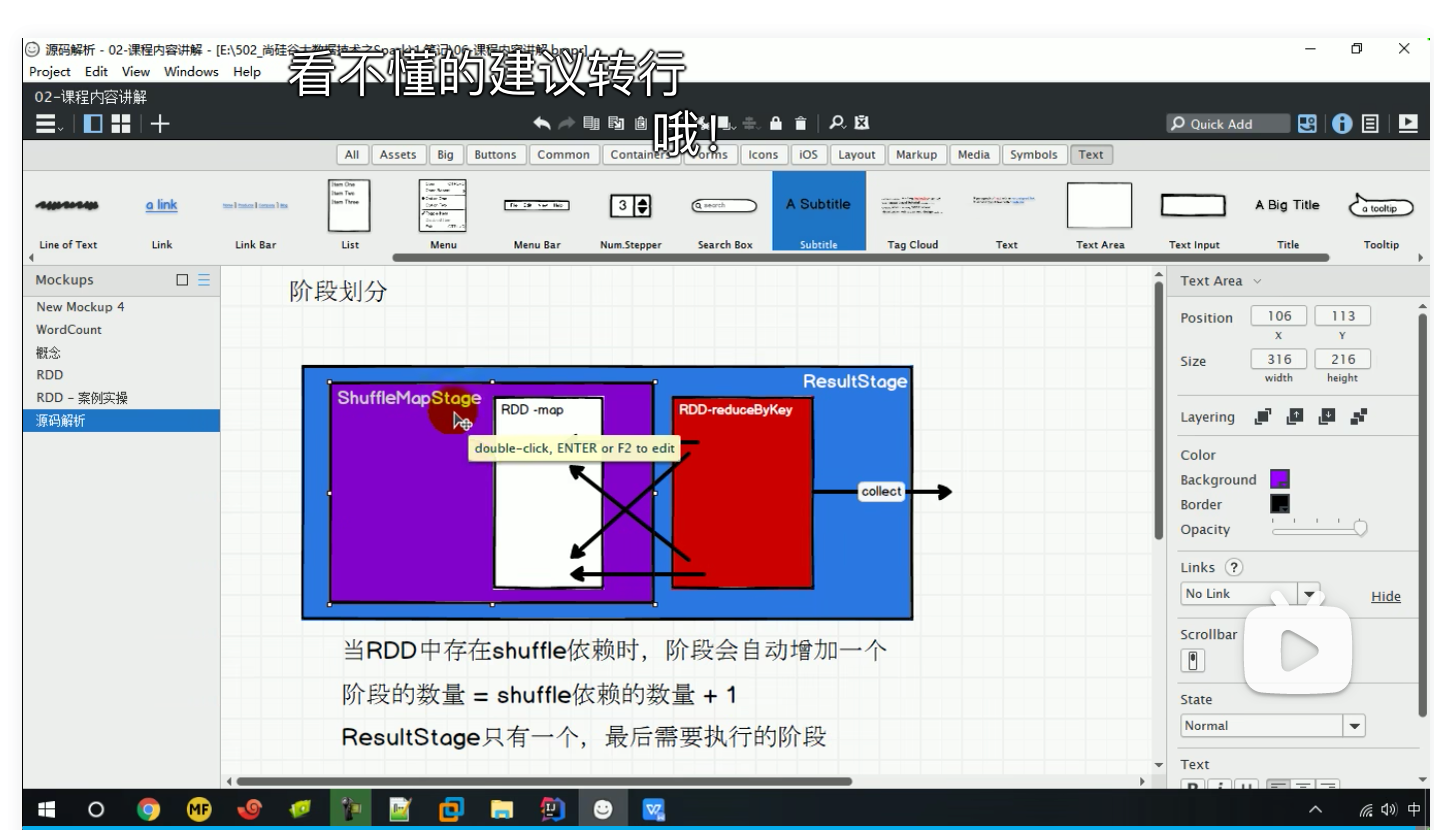 源码解析 - 02-课程内容讲解 - [E:\502_尚硅谷大数据技术之Spark\1.笔记\06-课程内容讲解.bmpr]
看不懂的建议转行哦!
Project Edit View Windows Help
02-课程内容讲解
Quick Add
All Assets Big Buttons Common Containers Forms Icons iOS Layout Markup Media Symbols Text
a link
Item One
Item Two
Item Three
3
search
A Subtitle
A Big Title
a tooltip
Line of Text Link Link Bar List Menu Menu Bar Num.Stepper Search Box Subtitle Tag Cloud Text Text Area Text Input Title Tooltip
Mockups
New Mockup 4
WordCount
概念
RDD
RDD - 案例实操
源码解析
阶段划分
ResultStage
ShuffleMapStage
RDD -map
RDD-reduceByKey
double-click, ENTER or F2 to edit
collect
当RDD中存在shuffle依赖时，阶段会自动增加一个
阶段的数量 = shuffle依赖的数量 + 1
ResultStage只有一个，最后需要执行的阶段
Text Area
Position 106 113
X Y
Size 316 216
width height
Layering
Color
Background
Border
Opacity
Links ?
No Link Hide
Scrollbar
State
Normal
Text
B i U
MF
中